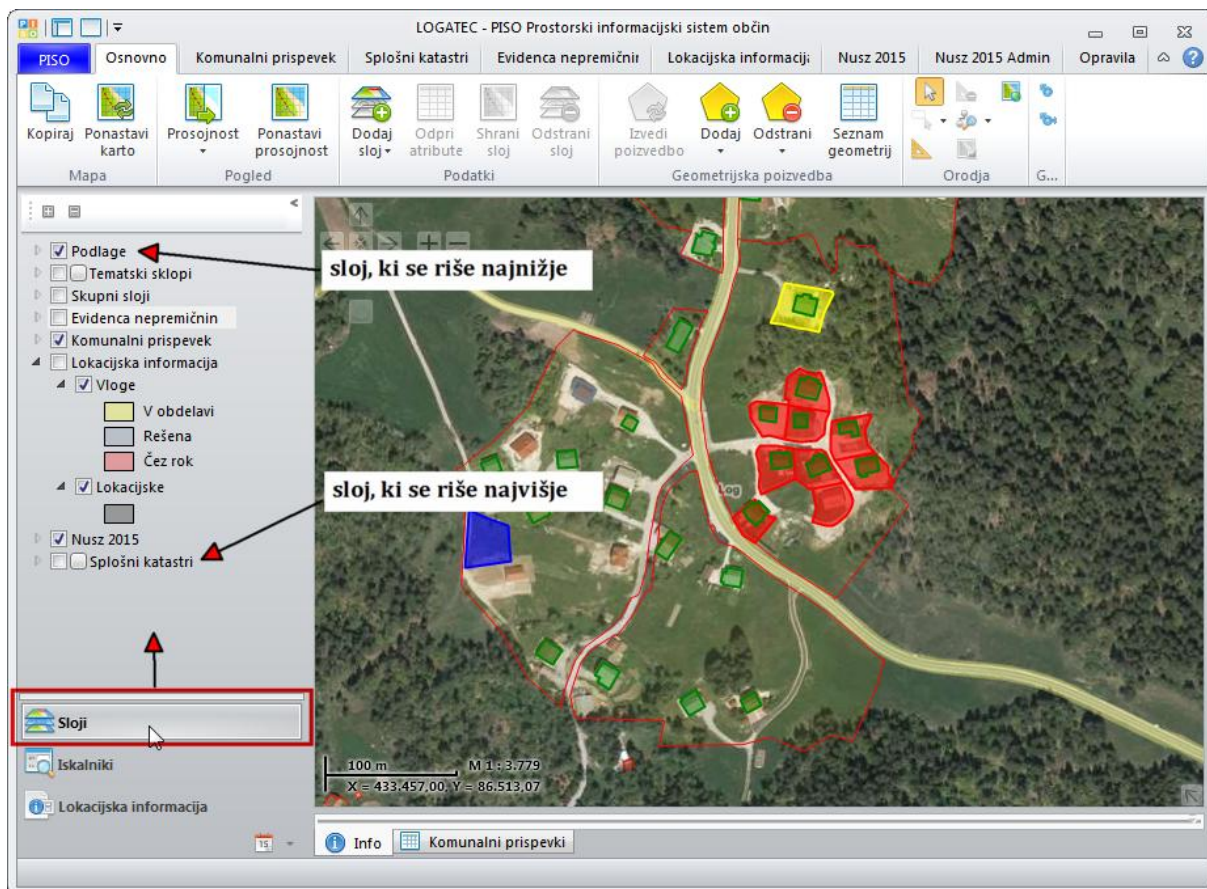 LOGATEC - PISO Prostorski informacijski sistem občin
PISO Osnovno Komunalni prispevek Splošni katastri Evidenca nepremičnin Lokacijska informacij Nusz 2015 Nusz 2015 Admin Opravila
Kopiraj Ponastavi karto
Prosojnost Ponastavi prosojnost
Dodaj sloj Odpri atribute Shrani sloj Odstrani sloj
Izvedi poizvedbo Dodaj Odstrani Seznam geometrij
Mapa Pogled Podatki Geometrijska poizvedba Orodja G...
Podlage
Tematski sklopi
Skupni sloji
Evidenca nepremičnin
Komunalni prispevek
Lokacijska informacija
Vloge
V obdelavi
Rešena
Čez rok
Lokacijske
Nusz 2015
Splošni katastri
sloj, ki se riše najnižje
sloj, ki se riše najvišje
Log
Sloji
Iskalniki
Lokacijska informacija
15
100 m M 1 : 3.779
X = 433.457,00, Y = 86.513,07
Info Komunalni prispevki